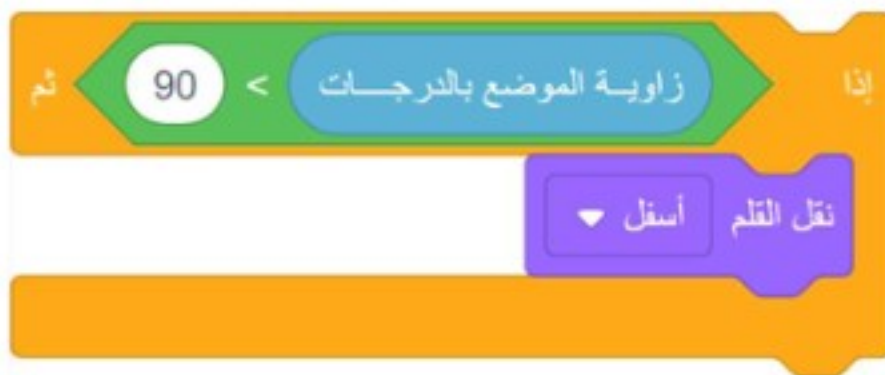 إذا زاوية الموضع بالدرجات > 90 ثم
نقل القلم أسفل